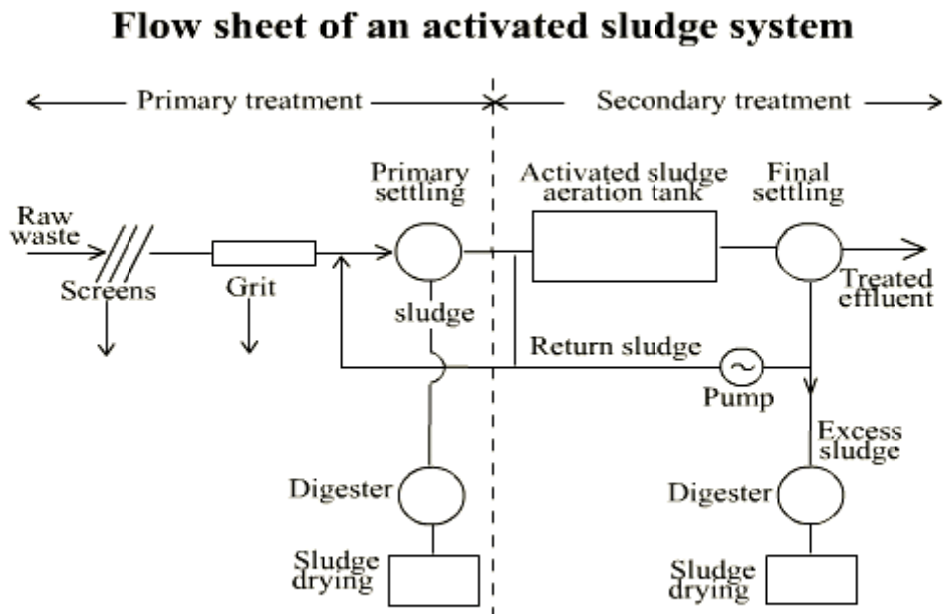 Flow sheet of an activated sludge system
Primary treatment
Secondary treatment
Raw
waste
Screens
Grit
Primary
settling
sludge
Activated sludge
aeration tank
Final
settling
Treated
effluent
Return sludge
Pump
Excess
sludge
Digester
Sludge
drying
Digester
Sludge
drying